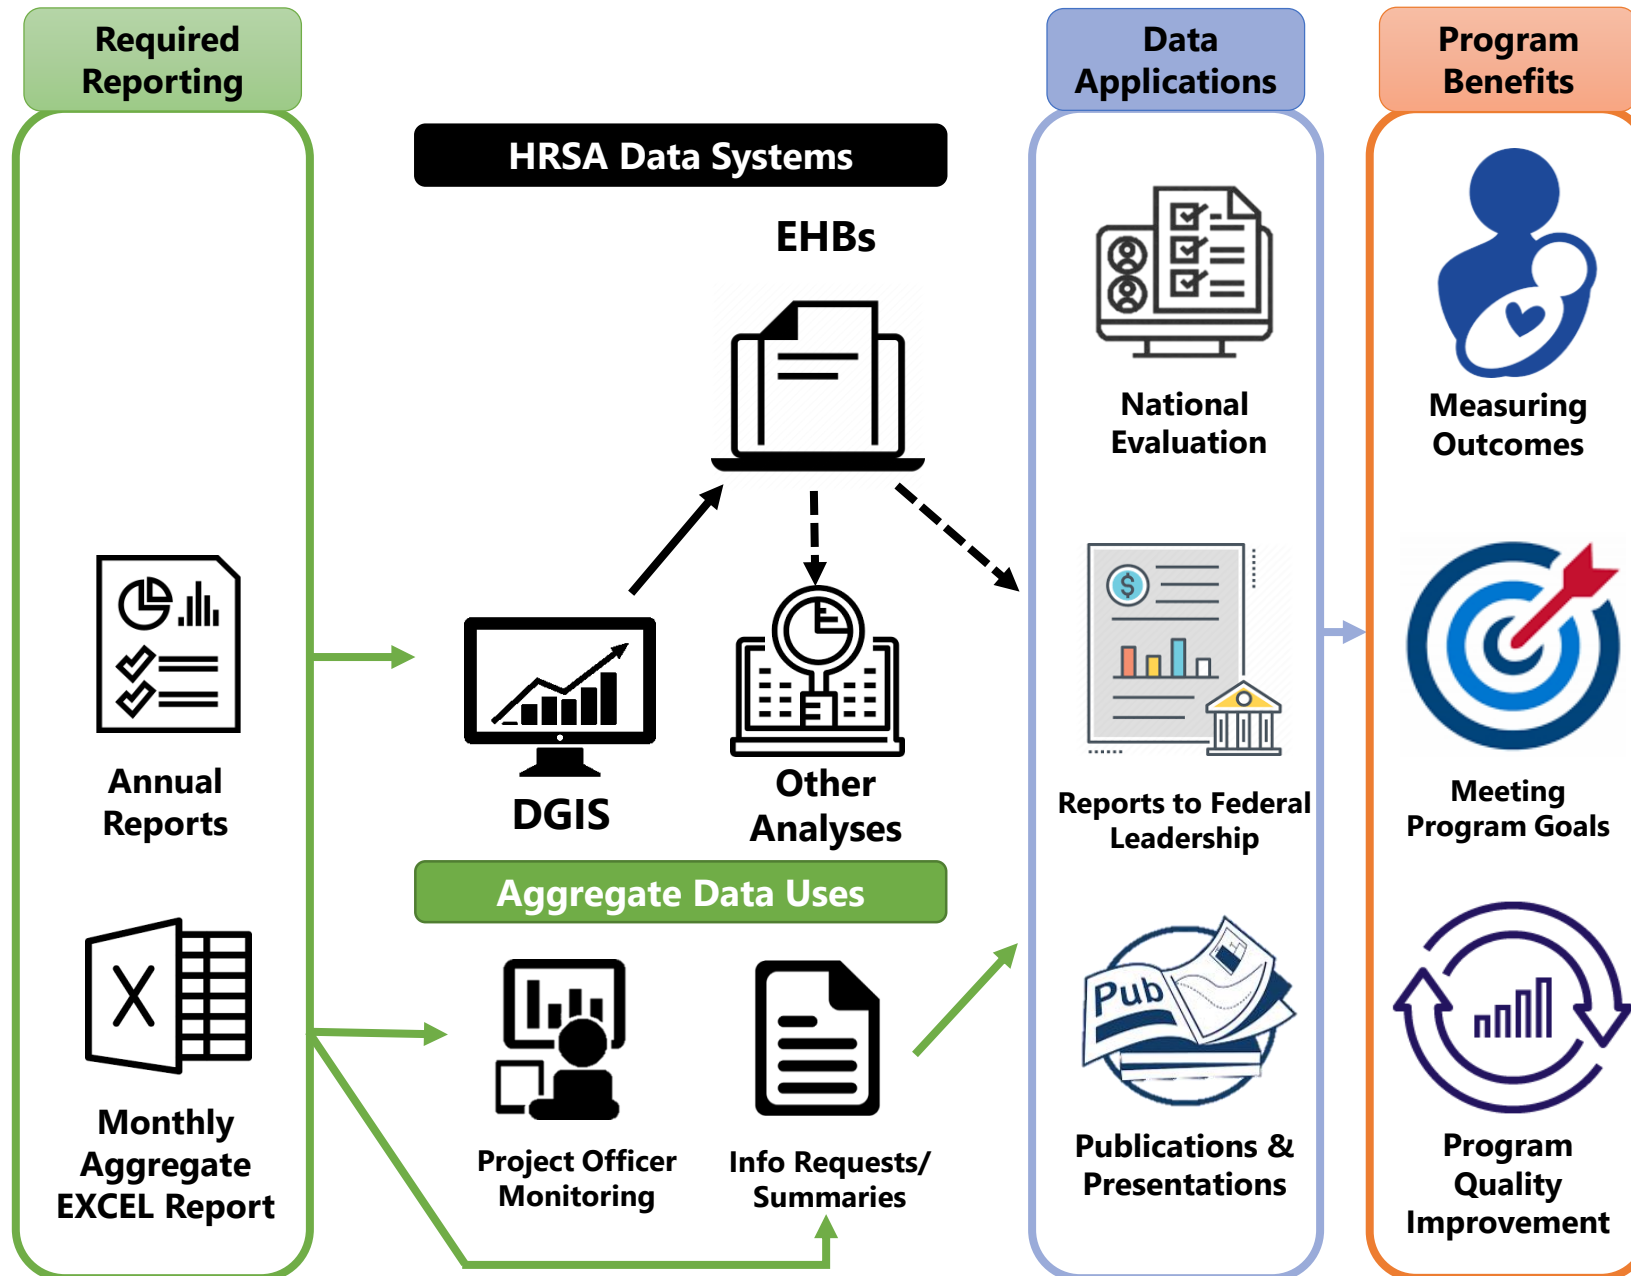 Required
Reporting
Annual
Reports
Monthly
Aggregate
EXCEL Report
HRSA Data Systems
EHBs
DGIS
Other
Analyses
Aggregate Data Uses
Project Officer
Monitoring
Info Requests/
Summaries
Data
Applications
National
Evaluation
$
Reports to Federal
Leadership
Pub
Publications &
Presentations
Program
Benefits
Measuring
Outcomes
Meeting
Program Goals
Program
Quality
Improvement
X